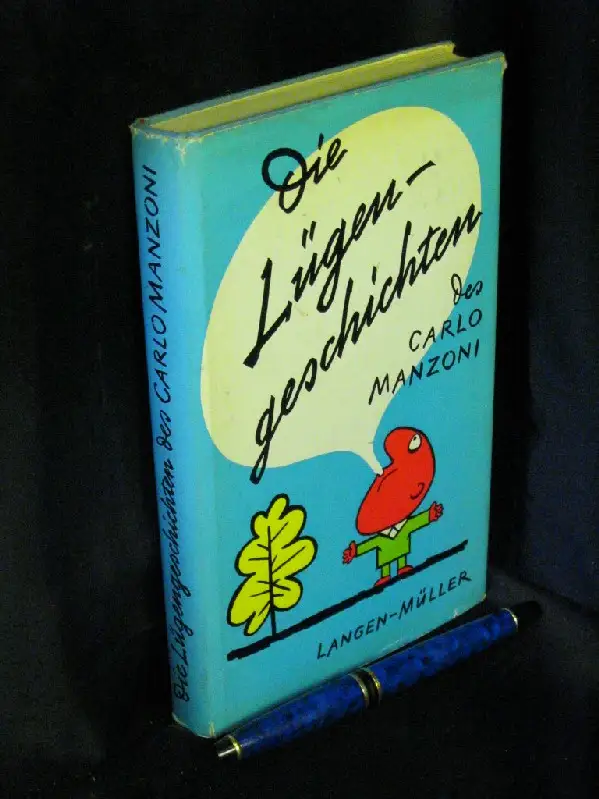 Die Lügengeschichten des CARLO MANZONI
Die
Lügen-
geschichten
des
CARLO
MANZONI
LANGEN-MÜLLER